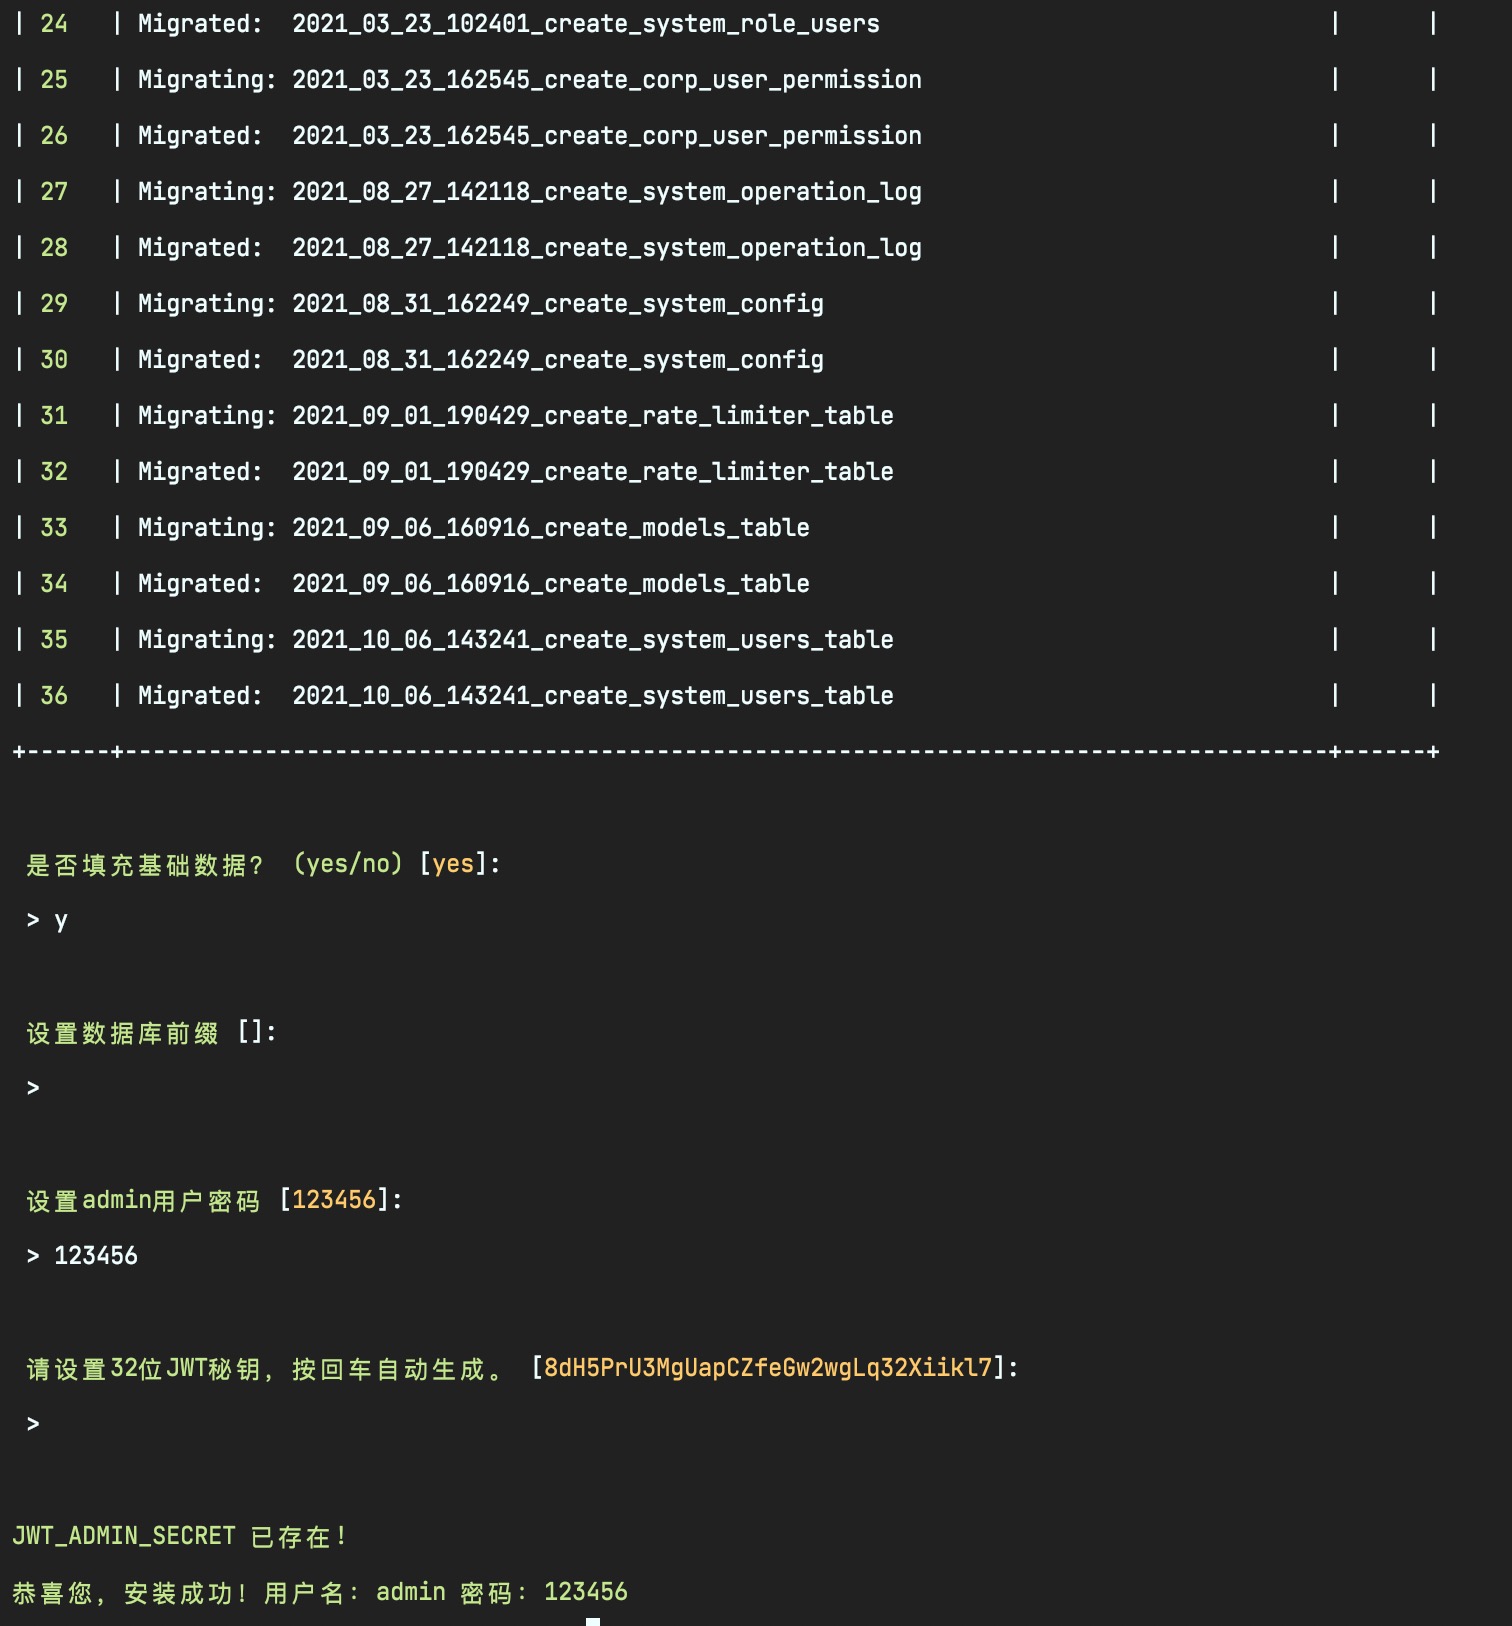 | 24   | Migrated:  2021_03_23_102401_create_system_role_users | |
| 25   | Migrating: 2021_03_23_162545_create_corp_user_permission | |
| 26   | Migrated:  2021_03_23_162545_create_corp_user_permission | |
| 27   | Migrating: 2021_08_27_142118_create_system_operation_log | |
| 28   | Migrated:  2021_08_27_142118_create_system_operation_log | |
| 29   | Migrating: 2021_08_31_162249_create_system_config | |
| 30   | Migrated:  2021_08_31_162249_create_system_config | |
| 31   | Migrating: 2021_09_01_190429_create_rate_limiter_table | |
| 32   | Migrated:  2021_09_01_190429_create_rate_limiter_table | |
| 33   | Migrating: 2021_09_06_160916_create_models_table | |
| 34   | Migrated:  2021_09_06_160916_create_models_table | |
| 35   | Migrating: 2021_10_06_143241_create_system_users_table | |
| 36   | Migrated:  2021_10_06_143241_create_system_users_table | |
+------+--------------------------------------------------------------------------------------+------+
是否填充基础数据？ (yes/no) [yes]:
> y
设置数据库前缀 []:
>
设置admin用户密码 [123456]:
> 123456
请设置32位JWT秘钥，按回车自动生成。 [8dH5PrU3MgUapCZfeGw2wgLq32Xiikl7]:
>
JWT_ADMIN_SECRET 已存在!
恭喜您，安装成功！用户名：admin 密码：123456